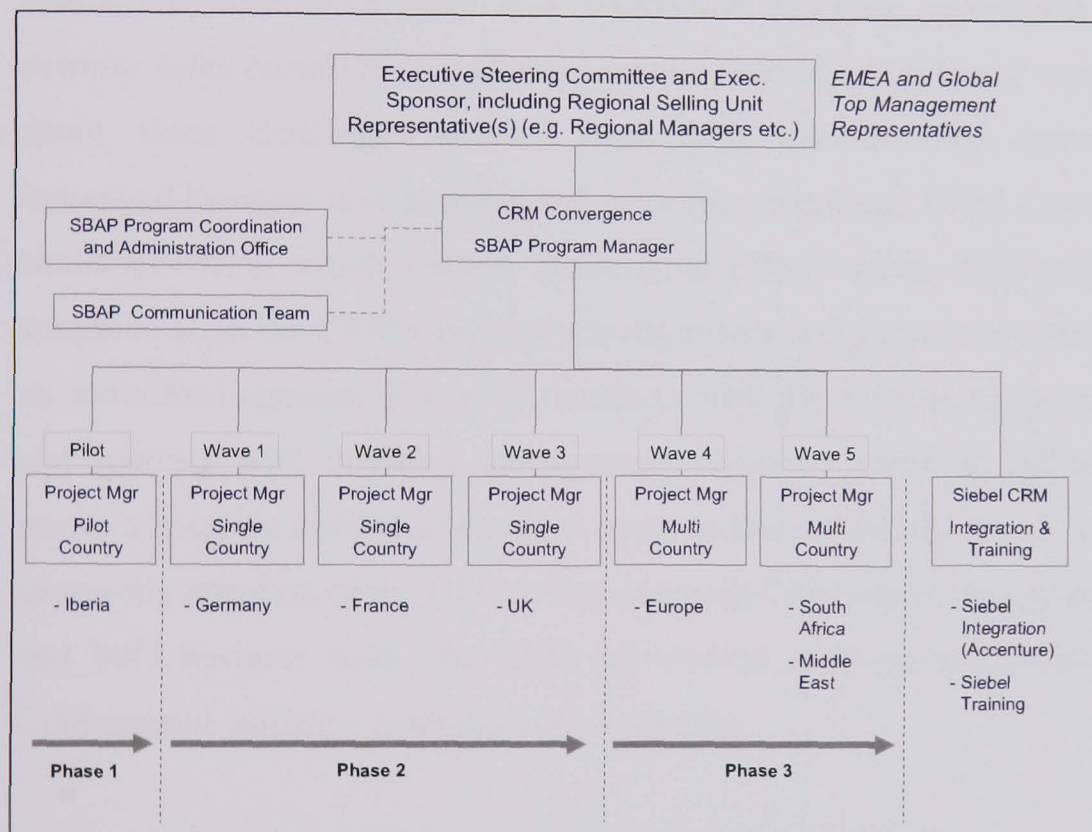 Executive Steering Committee and Exec.
Sponsor, including Regional Selling Unit
Representative(s) (e.g. Regional Managers etc.)
EMEA and Global
Top Management
Representatives
CRM Convergence
SBAP Program Manager
SBAP Program Coordination
and Administration Office
SBAP Communication Team
Pilot
Project Mgr
Pilot
Country
- Iberia
Wave 1
Project Mgr
Single
Country
- Germany
Wave 2
Project Mgr
Single
Country
- France
Wave 3
Project Mgr
Single
Country
- UK
Wave 4
Project Mgr
Multi
Country
- Europe
Wave 5
Project Mgr
Multi
Country
- South
Africa
- Middle
East
Siebel CRM
Integration &
Training
- Siebel
Integration
(Accenture)
- Siebel
Training
Phase 1
Phase 2
Phase 3